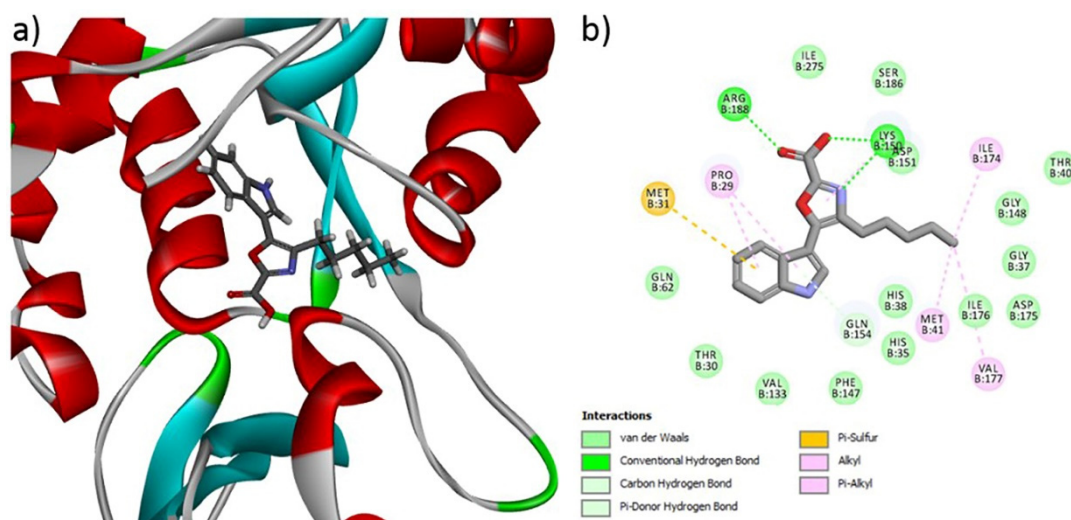 a)
b)
ILE
B:275
SER
B:186
ARG
B:188
LYS
B:150
ASP
B:151
ILE
B:174
THR
B:40
PRO
B:29
MET
B:31
GLY
B:148
GLY
B:37
GLN
B:62
HIS
B:38
ILE
B:176
ASP
B:175
GLN
B:154
MET
B:41
HIS
B:35
THR
B:30
VAL
B:133
PHE
B:147
VAL
B:177
Interactions
van der Waals
Conventional Hydrogen Bond
Carbon Hydrogen Bond
Pi-Donor Hydrogen Bond
Pi-Sulfur
Alkyl
Pi-Alkyl